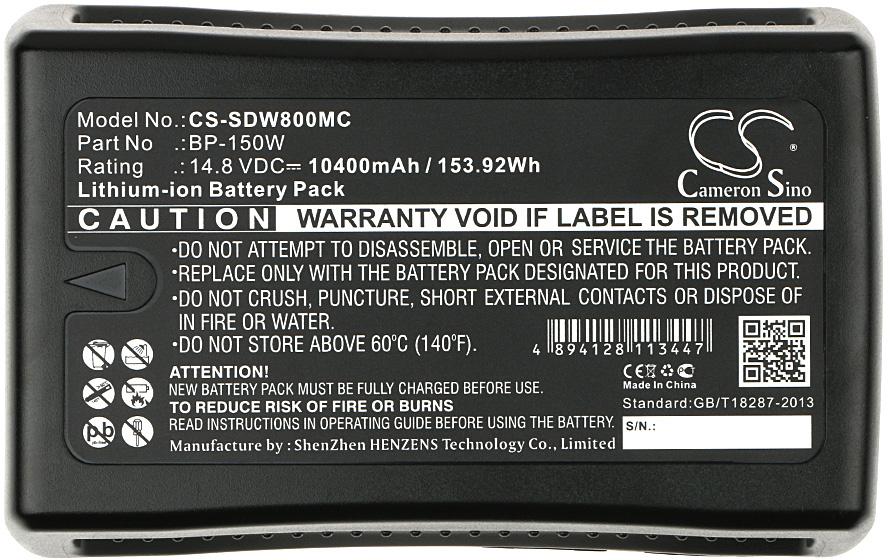 Model No.:CS-SDW800MC
Part No .:BP-150W
Rating .:14.8 VDC⎓ 10400mAh / 153.92Wh
Lithium-ion Battery Pack
CS
®
Cameron Sino
CAUTION WARRANTY VOID IF LABEL IS REMOVED
•DO NOT ATTEMPT TO DISASSEMBLE, OPEN OR SERVICE THE BATTERY PACK.
•REPLACE ONLY WITH THE BATTERY PACK DESIGNATED FOR THIS PRODUCT.
•DO NOT CRUSH, PUNCTURE, SHORT EXTERNAL CONTACTS OR DISPOSE OF
IN FIRE OR WATER.
•DO NOT STORE ABOVE 60°C (140°F).
4 894128 113447
ATTENTION!
NEW BATTERY PACK MUST BE FULLY CHARGED BEFORE USE.
TO REDUCE RISK OF FIRE OR BURNS
READ INSTRUCTIONS IN OPERATING GUIDE BEFORE USING THE BATTERY.
Manufacture by : ShenZhen HENZENS Technology Co., Limited
CE
Made In China
Standard:GB/T18287-2013
S/N.:
Pb